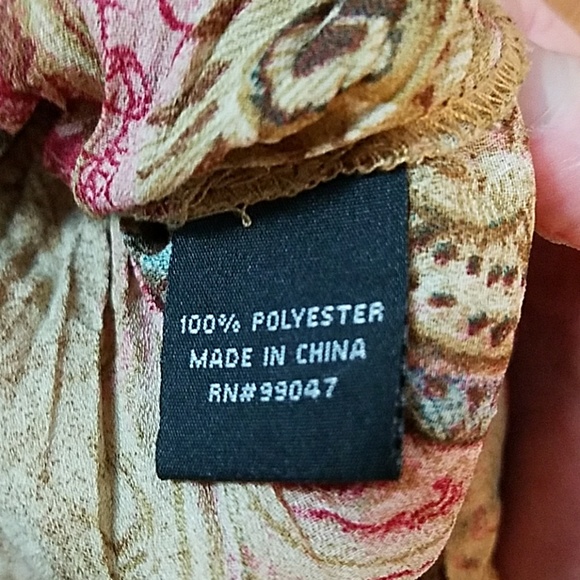 100% POLYESTER
MADE IN CHINA
RN#99047